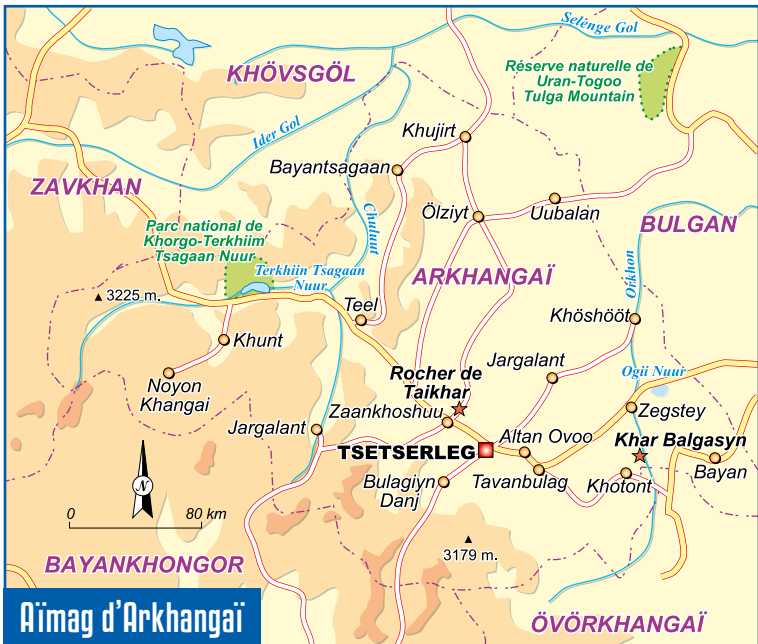 Selènge Gol
KHÖVSGÖL
Réserve naturelle de
Uran-Togoo
Tulga Mountain
Ider Gol
Khujirt
Bayantsagaan
ZAVKHAN
Chuluut
Ölziyt
Uubalan
BULGAN
Parc national de
Khorgo-Terkhiim
Tsagaan Nuur
Terkhiin Tsagaan
Nuur
ARKHANGAÏ
Orkhon
3225 m.
Teel
Khöshööt
Khunt
Jargalant
Ogii Nuur
Noyon
Khangai
Rocher de
Taikhar
Zegstey
Jargalant
Zaankhoshuu
Altan Ovoo
Khar Balgasyn
TSETSERLEG
Bayan
Bulagiyn
Danj
Tavanbulag
Khotont
N
0 80 km
3179 m.
BAYANKHONGOR
Aïmag d'Arkhangaï
ÖVÖRKHANGAÏ